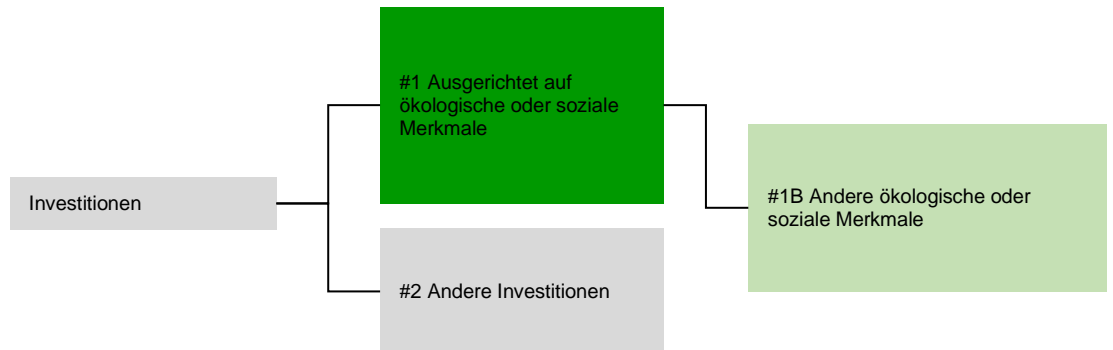 #1 Ausgerichtet auf
ökologische oder soziale
Merkmale
Investitionen
#1B Andere ökologische oder
soziale Merkmale
#2 Andere Investitionen